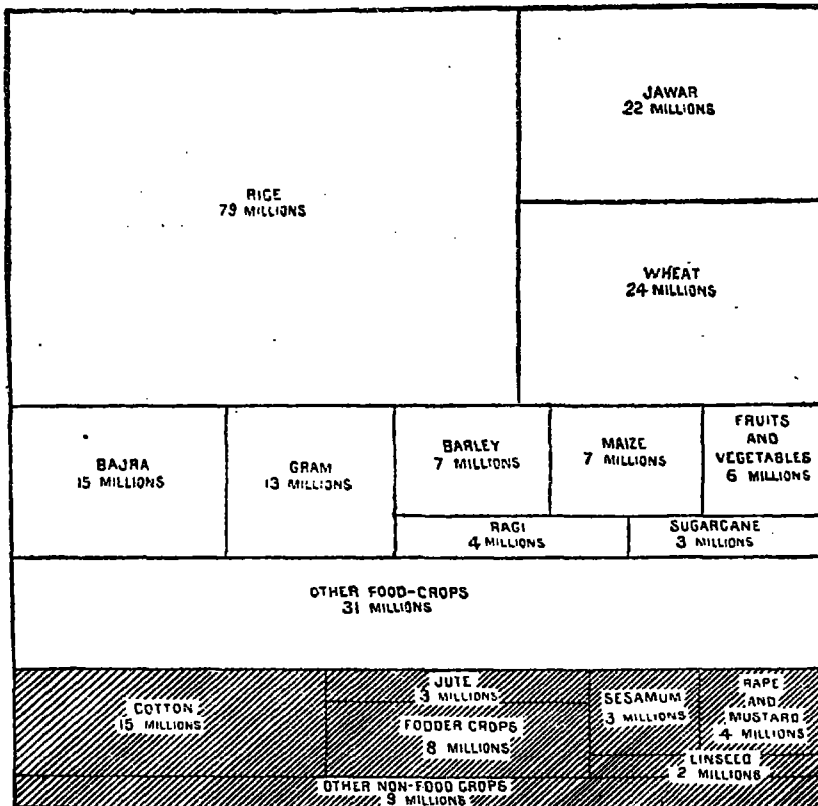 JAWAR
22 MILLIONS
RICE
79 MILLIONS
WHEAT
24 MILLIONS
BAJRA
15 MILLIONS
GRAM
13 MILLIONS
BARLEY
7 MILLIONS
MAIZE
7 MILLIONS
FRUITS
AND
VEGETABLES
6 MILLIONS
RAGI
4 MILLIONS
SUGARCANE
3 MILLIONS
OTHER FOOD-CROPS
31 MILLIONS
COTTON
15 MILLIONS
JUTE
3 MILLIONS
FODDER CROPS
8 MILLIONS
SESAMUM
3 MILLIONS
RAPE
AND
MUSTARD
4 MILLIONS
LINSEED
2 MILLIONS
OTHER NON-FOOD CROPS
9 MILLIONS